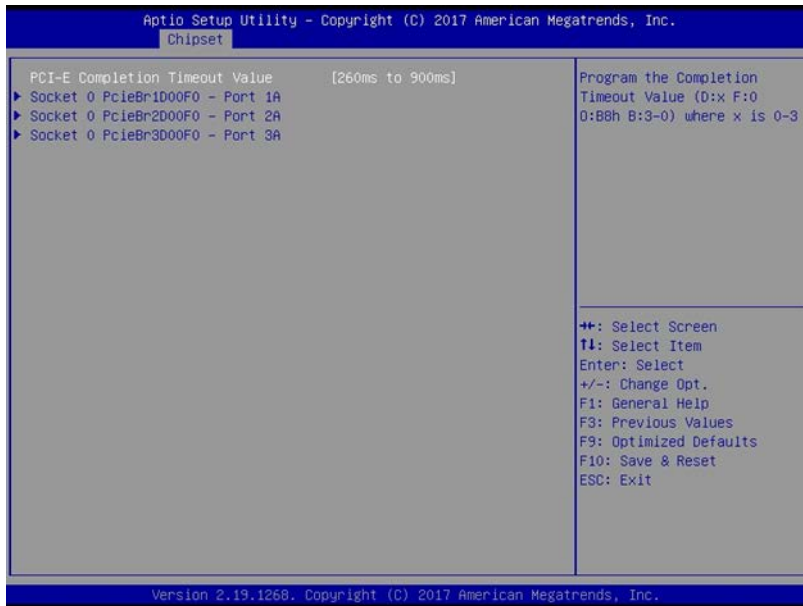 Aptio Setup Utility – Copyright (C) 2017 American Megatrends, Inc.
Chipset
PCI-E Completion Timeout Value [260ms to 900ms]
Socket 0 PcieBr1D00F0 – Port 1A
Socket 0 PcieBr2D00F0 – Port 2A
Socket 0 PcieBr3D00F0 – Port 3A
Program the Completion
Timeout Value (D:x F:0
O:B8h B:3-0) where x is 0-3
→←: Select Screen
↑↓: Select Item
Enter: Select
+/-: Change Opt.
F1: General Help
F3: Previous Values
F9: Optimized Defaults
F10: Save & Reset
ESC: Exit
Version 2.19.1268. Copyright (C) 2017 American Megatrends, Inc.